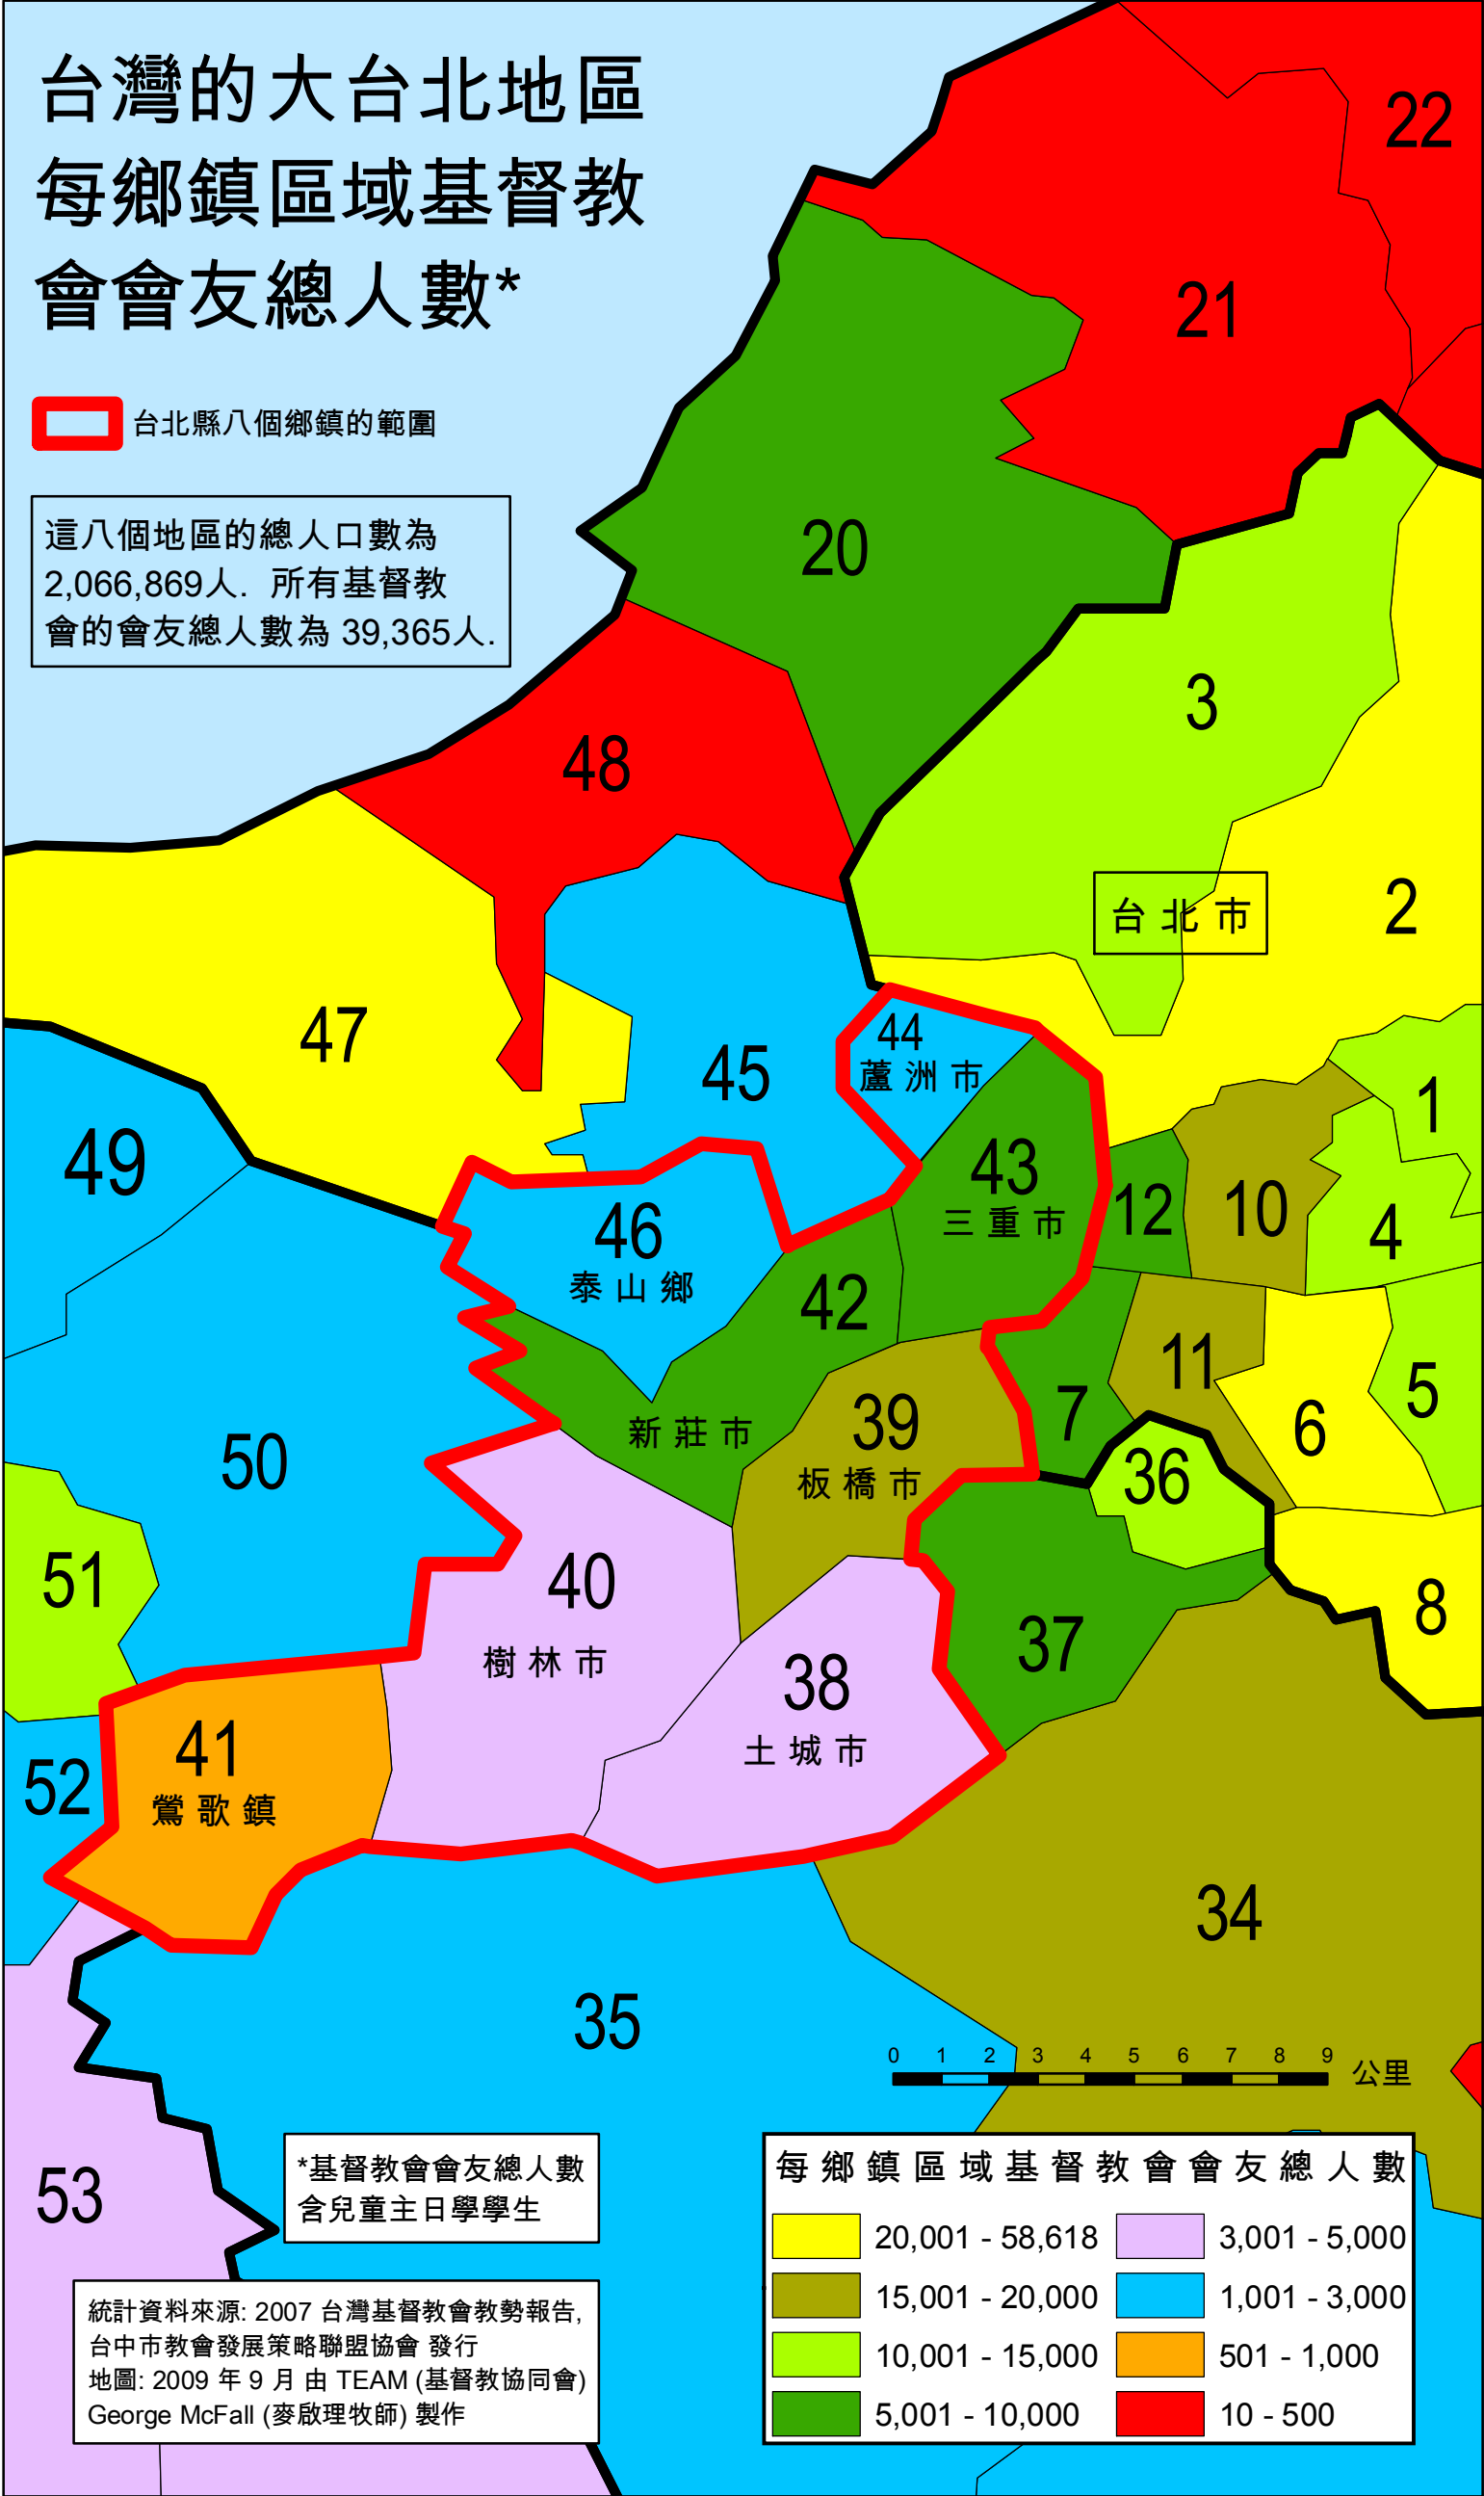 台灣的大台北地區
每鄉鎮區域基督教
會會友總人數*
台北縣八個鄉鎮的範圍
這八個地區的總人口數為
2,066,869人. 所有基督教
會的會友總人數為 39,365人.
22
21
20
3
48
台北市
2
47
44
蘆洲市
45
1
49
43
三重市
12
10
4
46
泰山鄉
42
11
5
7
39
板橋市
新莊市
6
50
36
51
40
樹林市
8
37
38
土城市
41
鶯歌鎮
52
34
35
0 1 2 3 4 5 6 7 8 9 公里
53
*基督教會會友總人數
含兒童主日學學生
統計資料來源: 2007 台灣基督教會教勢報告,
台中市教會發展策略聯盟協會 發行
地圖: 2009 年 9 月 由 TEAM (基督教協同會)
George McFall (麥啟理牧師) 製作
每鄉鎮區域基督教會會友總人數
20,001 - 58,618
3,001 - 5,000
15,001 - 20,000
1,001 - 3,000
10,001 - 15,000
501 - 1,000
5,001 - 10,000
10 - 500